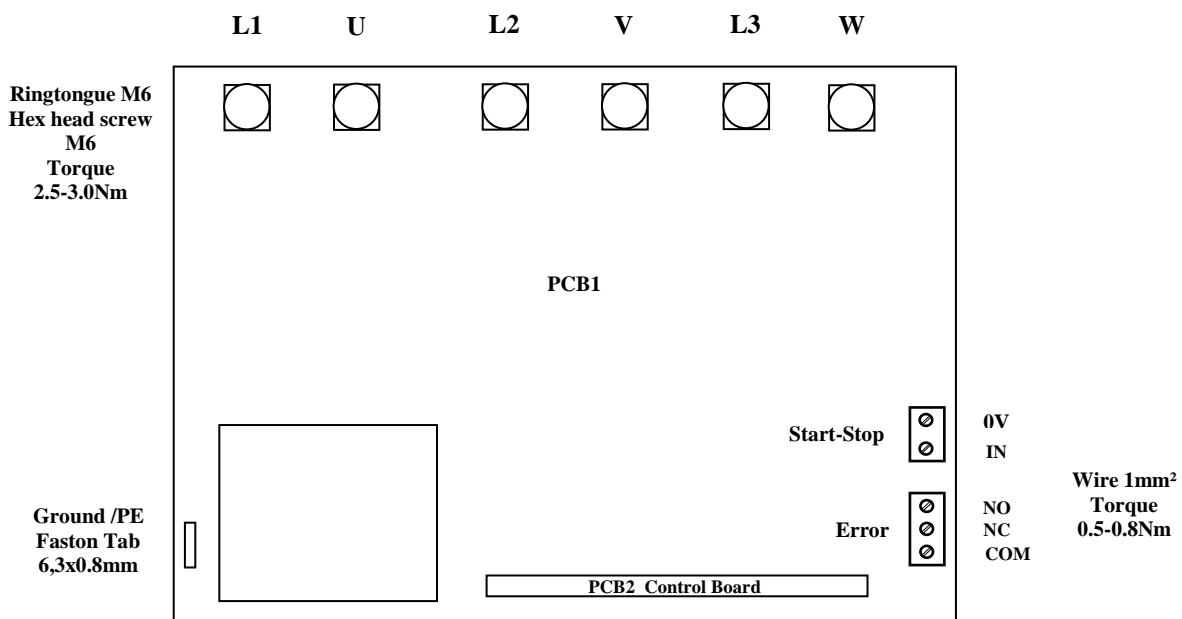 L1 U L2 V L3 W
Ringtongue M6
Hex head screw
M6
Torque
2.5-3.0Nm
PCB1
Start-Stop
0V
IN
Wire 1mm²
Torque
0.5-0.8Nm
Ground /PE
Faston Tab
6,3x0.8mm
Error
NO
NC
COM
PCB2 Control Board